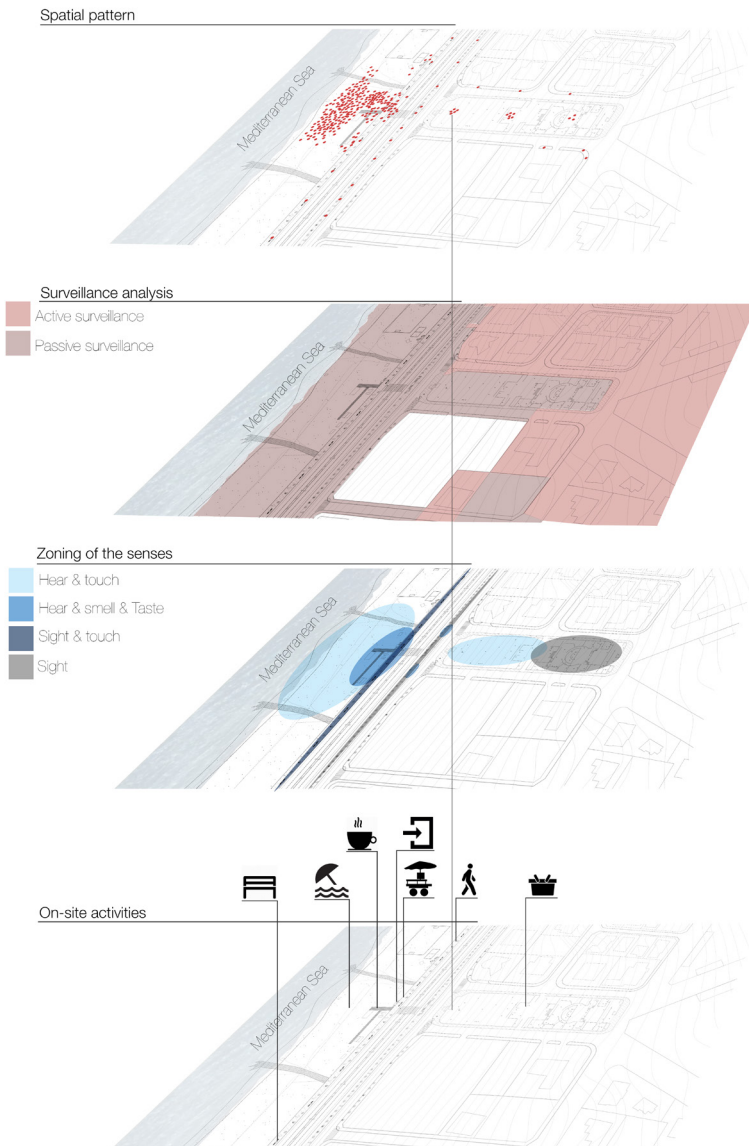 Spatial pattern
Mediterranean Sea
Surveillance analysis
Active surveillance
Passive surveillance
Mediterranean Sea
Zoning of the senses
Hear & touch
Hear & smell & Taste
Sight & touch
Sight
Mediterranean Sea
On-site activities
Mediterranean Sea